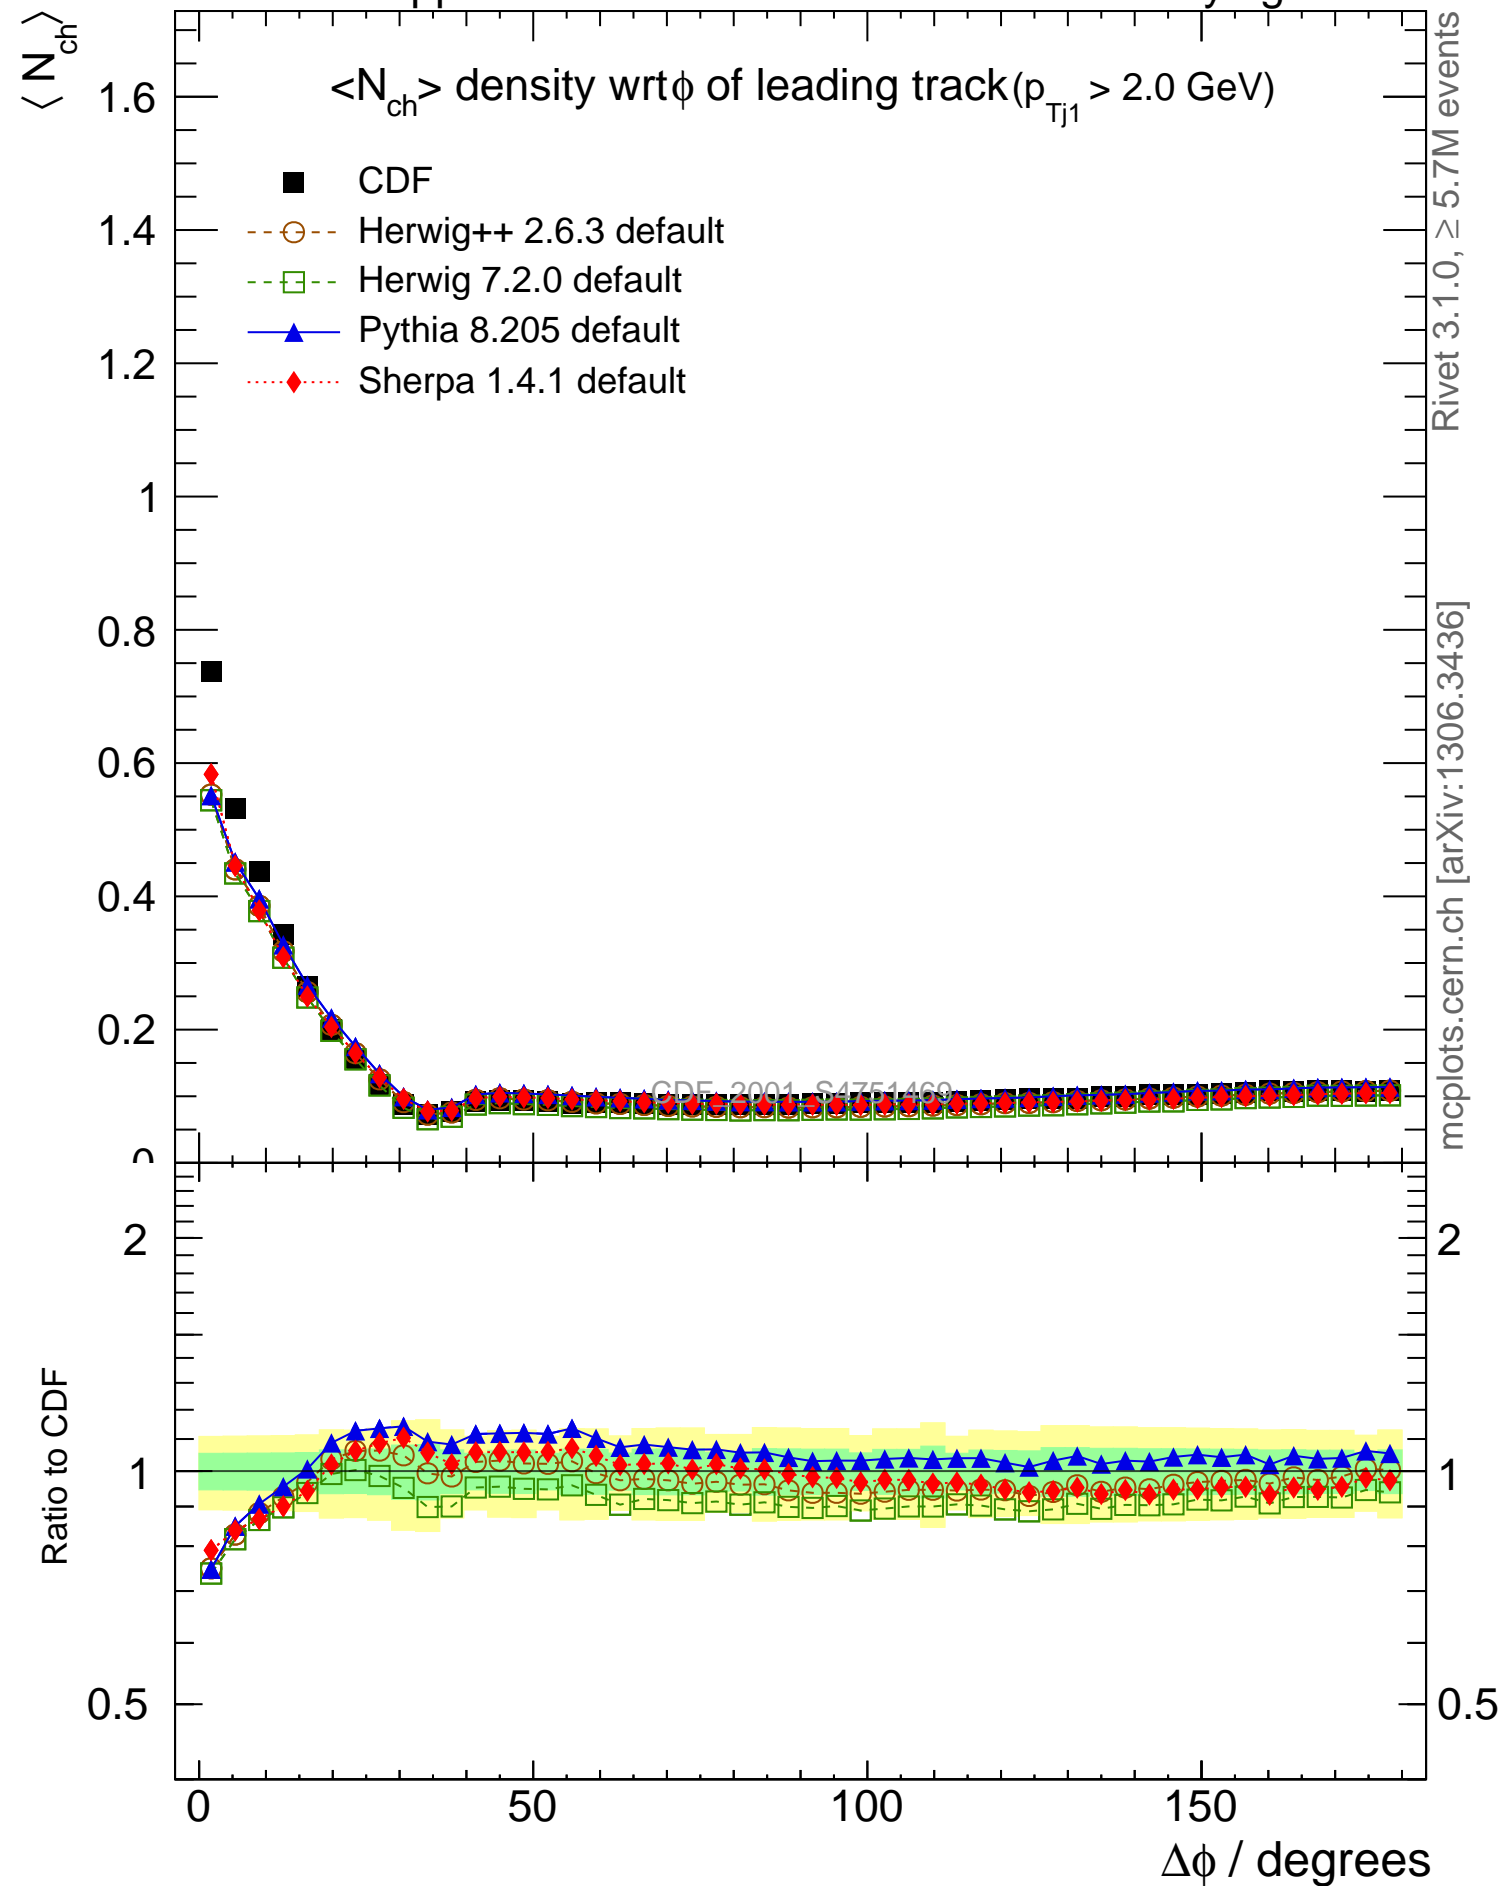 ⟨ N_ch ⟩
<N_ch> density wrt ϕ of leading track (p_Tj1 > 2.0 GeV)
CDF
Herwig++ 2.6.3 default
Herwig 7.2.0 default
Pythia 8.205 default
Sherpa 1.4.1 default
1.6
1.4
1.2
1
0.8
0.6
0.4
0.2
0
CDF_2001_S4751469
Rivet 3.1.0, ≥ 5.7M events
mcplots.cern.ch [arXiv:1306.3436]
Ratio to CDF
2
1
0.5
2
1
0.5
0 50 100 150
Δϕ / degrees